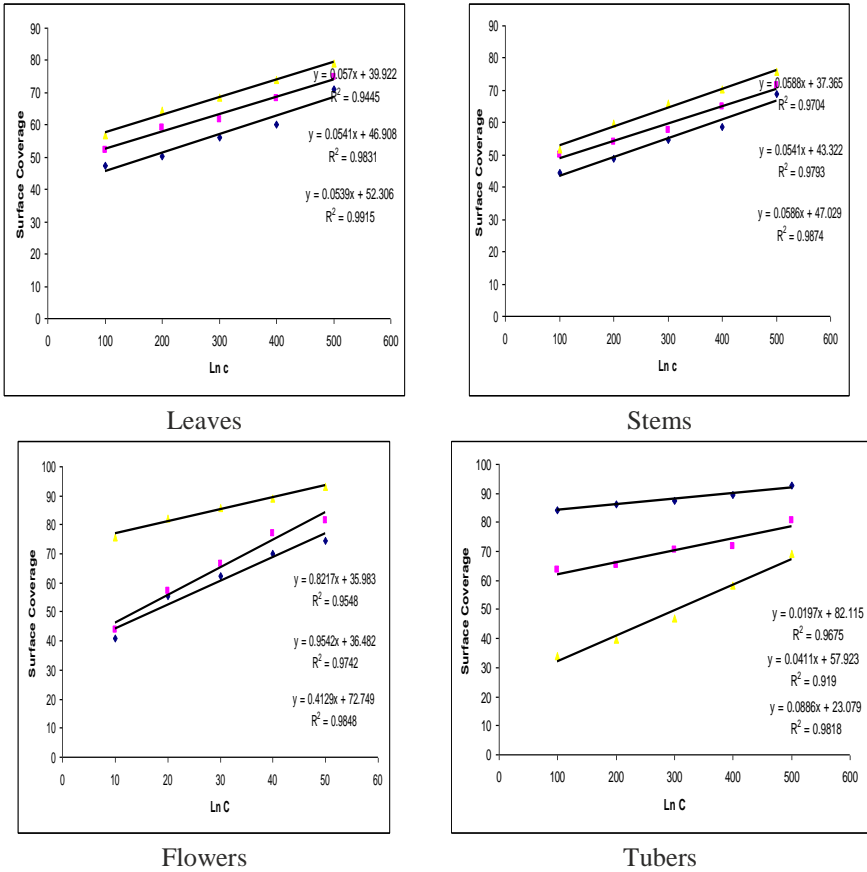 Surface Coverage
90
80
70
60
50
40
30
20
10
0
y = 0.057x + 39.922
R2 = 0.9445
y = 0.0541x + 46.908
R2 = 0.9831
y = 0.0539x + 52.306
R2 = 0.9915
0 100 200 300 400 500 600
Ln c
Leaves
Surface Coverage
90
80
70
60
50
40
30
20
10
0
y = 0.0588x + 37.365
R2 = 0.9704
y = 0.0541x + 43.322
R2 = 0.9793
y = 0.0586x + 47.029
R2 = 0.9874
0 100 200 300 400 500 600
Ln c
Stems
Surface Coverage
100
90
80
70
60
50
40
30
20
10
0
y = 0.8217x + 35.983
R2 = 0.9548
y = 0.9542x + 36.482
R2 = 0.9742
y = 0.4129x + 72.749
R2 = 0.9848
0 10 20 30 40 50 60
Ln C
Flowers
Surface Coverage
100
90
80
70
60
50
40
30
20
10
0
y = 0.0197x + 82.115
R2 = 0.9675
y = 0.0411x + 57.923
R2 = 0.919
y = 0.0886x + 23.079
R2 = 0.9818
0 100 200 300 400 500 600
Ln C
Tubers